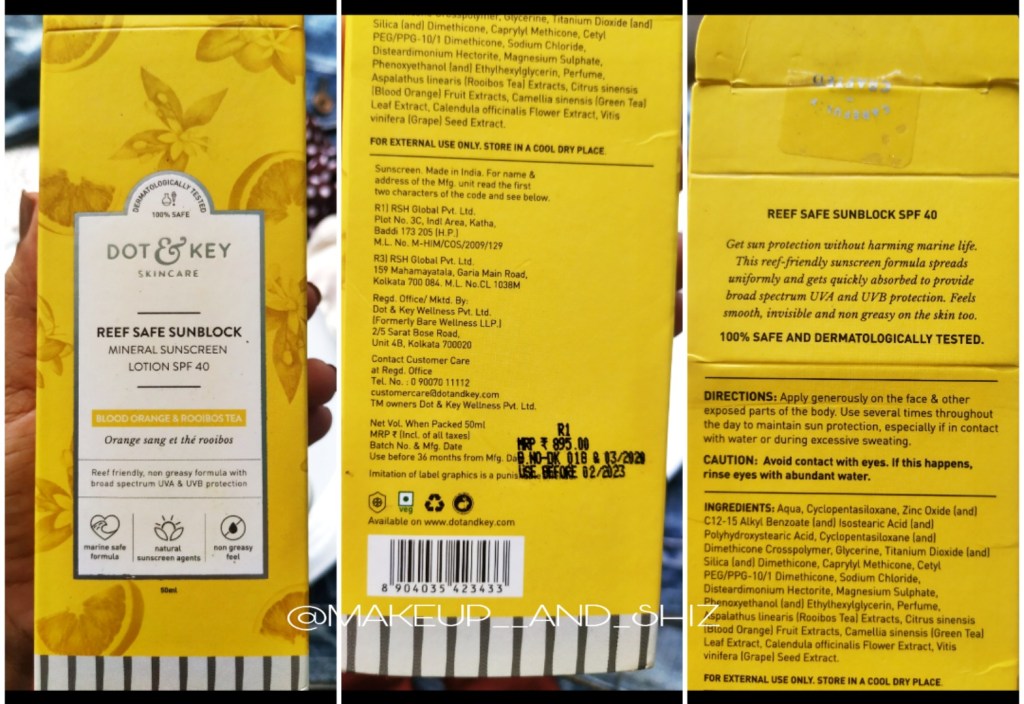 DERMATOLOGICALLY TESTED
100% SAFE
DOT & KEY
SKINCARE
REEF SAFE SUNBLOCK
MINERAL SUNSCREEN
LOTION SPF 40
BLOOD ORANGE & ROOIBOS TEA
Orange sang et thé rooibos
Reef friendly, non greasy formula with
broad spectrum UVA & UVB protection
marine safe
formula
natural
sunscreen agents
non greasy
feel
50ml
Crosspolymer, Glycerine, Titanium Dioxide (and)
Silica (and) Dimethicone, Caprylyl Methicone, Cetyl
PEG/PPG-10/1 Dimethicone, Sodium Chloride,
Disteardimonium Hectorite, Magnesium Sulphate,
Phenoxyethanol (and) Ethylhexylglycerin, Perfume,
Aspalathus linearis (Rooibos Tea) Extracts, Citrus sinensis
(Blood Orange) Fruit Extracts, Camellia sinensis (Green Tea)
Leaf Extract, Calendula officinalis Flower Extract, Vitis
vinifera (Grape) Seed Extract.
FOR EXTERNAL USE ONLY. STORE IN A COOL DRY PLACE.
Sunscreen. Made in India. For name &
address of the Mfg. unit read the first
two characters of the code and see below.
R1) RSH Global Pvt. Ltd.
Plot No. 3C, Indl Area, Katha,
Baddi 173 205 (H.P.)
M.L. No. M-HIM/COS/2009/129
R3) RSH Global Pvt. Ltd.
159 Mahamayatala, Garia Main Road,
Kolkata 700 084. M.L. No.CL 1038M
Regd. Office/ Mktd. By:
Dot & Key Wellness Pvt. Ltd.
(Formerly Bare Wellness LLP.)
2/5 Sarat Bose Road,
Unit 4B, Kolkata 700020
Contact Customer Care
at Regd. Office
Tel. No. : 0 90070 11112
customercare@dotandkey.com
TM owners Dot & Key Wellness Pvt. Ltd.
Net Vol. When Packed 50ml
MRP ₹ (Incl. of all taxes)
Batch No. & Mfg. Date
Use before 36 months from Mfg. Da
R1
MRP ₹ 895.00
B.NO-DK 018 & 03/2020
USE BEFORE 02/2023
Imitation of label graphics is a punis
veg
Available on www.dotandkey.com
8 904035 423433
REEF SAFE SUNBLOCK SPF 40
Get sun protection without harming marine life.
This reef-friendly sunscreen formula spreads
uniformly and gets quickly absorbed to provide
broad spectrum UVA and UVB protection. Feels
smooth, invisible and non greasy on the skin too.
100% SAFE AND DERMATOLOGICALLY TESTED.
DIRECTIONS: Apply generously on the face & other
exposed parts of the body. Use several times throughout
the day to maintain sun protection, especially if in contact
with water or during excessive sweating.
CAUTION: Avoid contact with eyes. If this happens,
rinse eyes with abundant water.
INGREDIENTS: Aqua, Cyclopentasiloxane, Zinc Oxide (and)
C12-15 Alkyl Benzoate (and) Isostearic Acid (and)
Polyhydroxystearic Acid, Cyclopentasiloxane (and)
Dimethicone Crosspolymer, Glycerine, Titanium Dioxide (and)
Silica (and) Dimethicone, Caprylyl Methicone, Cetyl
PEG/PPG-10/1 Dimethicone, Sodium Chloride,
Disteardimonium Hectorite, Magnesium Sulphate,
Phenoxyethanol (and) Ethylhexylglycerin, Perfume,
Aspalathus linearis (Rooibos Tea) Extracts, Citrus sinensis
(Blood Orange) Fruit Extracts, Camellia sinensis (Green Tea)
Leaf Extract, Calendula officinalis Flower Extract, Vitis
vinifera (Grape) Seed Extract.
FOR EXTERNAL USE ONLY. STORE IN A COOL DRY PLACE.
@MAKEUP__AND_SHIZ